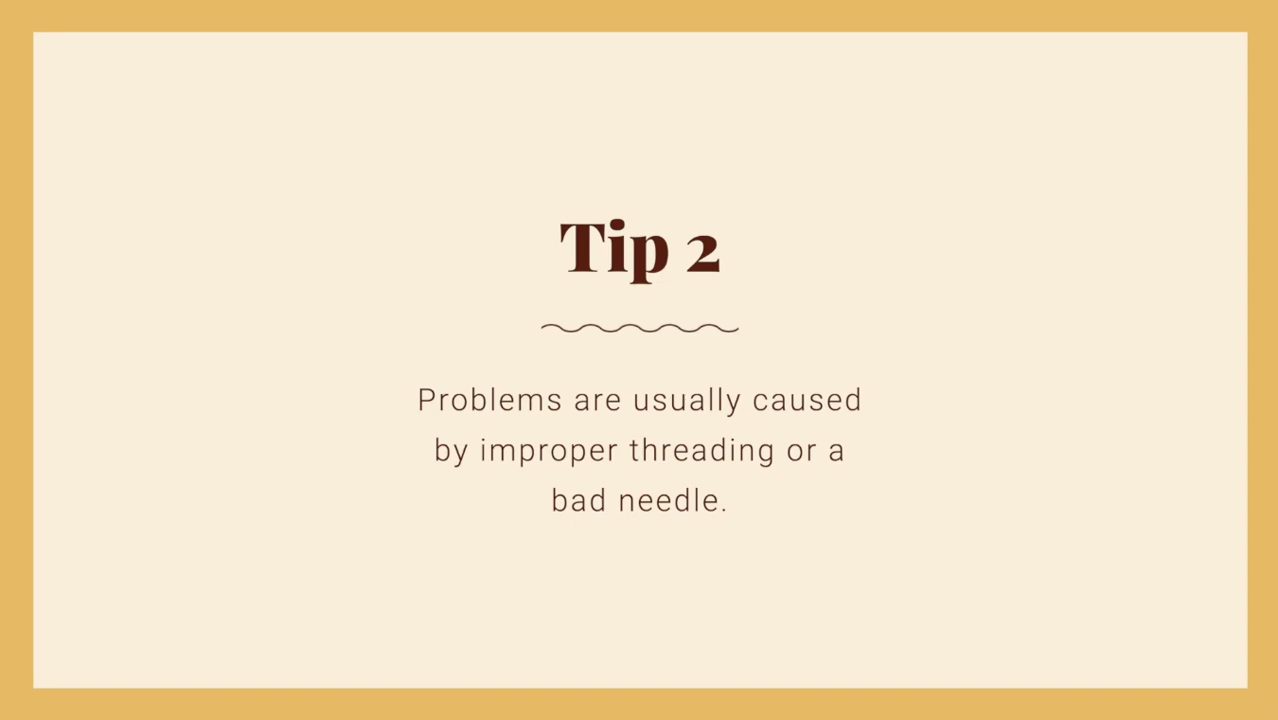 Tip 2
Problems are usually caused
by improper threading or a
bad needle.